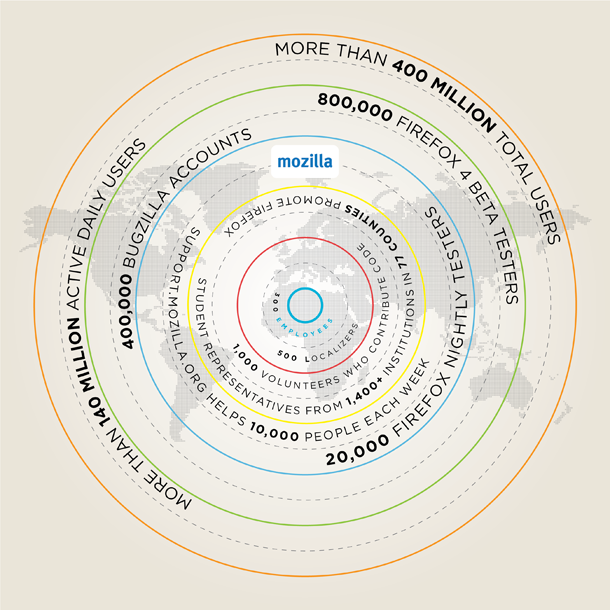 MORE THAN 400 MILLION TOTAL USERS
800,000 FIREFOX 4 BETA TESTERS
MORE THAN 140 MILLION ACTIVE DAILY USERS
400,000 BUGZILLA ACCOUNTS
mozilla
20,000 FIREFOX NIGHTLY TESTERS
SUPPORT.MOZILLA.ORG HELPS 10,000 PEOPLE EACH WEEK
STUDENT REPRESENTATIVES FROM 1,400+ INSTITUTIONS IN 77 COUNTIES PROMOTE FIREFOX
1,000 VOLUNTEERS WHO CONTRIBUTE CODE
500 LOCALIZERS
300 EMPLOYEES